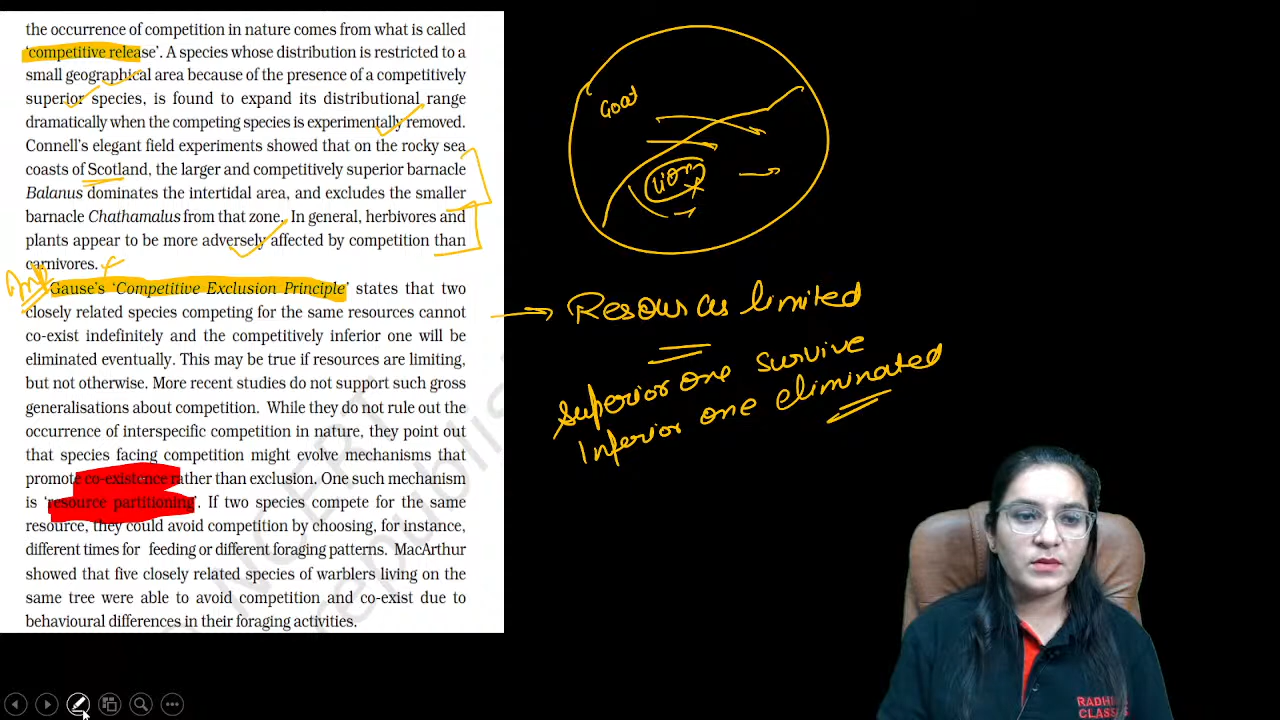 the occurrence of competition in nature comes from what is called
‘competitive release’. A species whose distribution is restricted to a
small geographical area because of the presence of a competitively
superior species, is found to expand its distributional range
dramatically when the competing species is experimentally removed.
Connell’s elegant field experiments showed that on the rocky sea
coasts of Scotland, the larger and competitively superior barnacle
Balanus dominates the intertidal area, and excludes the smaller
barnacle Chathamalus from that zone. In general, herbivores and
plants appear to be more adversely affected by competition than
carnivores.
Gause’s ‘Competitive Exclusion Principle’ states that two
closely related species competing for the same resources cannot
co-exist indefinitely and the competitively inferior one will be
eliminated eventually. This may be true if resources are limiting,
but not otherwise. More recent studies do not support such gross
generalisations about competition. While they do not rule out the
occurrence of interspecific competition in nature, they point out
that species facing competition might evolve mechanisms that
promote co-existence rather than exclusion. One such mechanism
is ‘resource partitioning’. If two species compete for the same
resource, they could avoid competition by choosing, for instance,
different times for feeding or different foraging patterns. MacArthur
showed that five closely related species of warblers living on the
same tree were able to avoid competition and co-exist due to
behavioural differences in their foraging activities.
Goat
Lion
Resources limited
Superior one survive
Inferior one eliminated
RADH
CLASSES